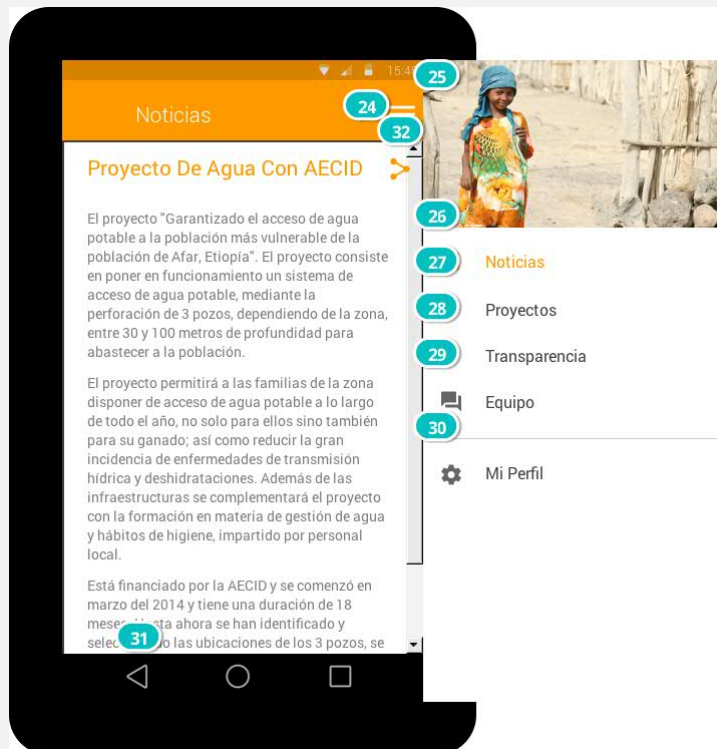 15:4
24
25
Noticias
32
Proyecto De Agua Con AECID
El proyecto "Garantizado el acceso de agua
potable a la población más vulnerable de la
población de Afar, Etiopía". El proyecto consiste
en poner en funcionamiento un sistema de
acceso de agua potable, mediante la
perforación de 3 pozos, dependiendo de la zona,
entre 30 y 100 metros de profundidad para
abastecer a la población.
El proyecto permitirá a las familias de la zona
disponer de acceso de agua potable a lo largo
de todo el año, no solo para ellos sino también
para su ganado; así como reducir la gran
incidencia de enfermedades de transmisión
hídrica y deshidrataciones. Además de las
infraestructuras se complementará el proyecto
con la formación en materia de gestión de agua
y hábitos de higiene, impartido por personal
local.
Está financiado por la AECID y se comenzó en
marzo del 2014 y tiene una duración de 18
ahora se han identificado y
las ubicaciones de los 3 pozos, se
31
26
27 Noticias
28 Proyectos
29 Transparencia
Equipo
30
Mi Perfil